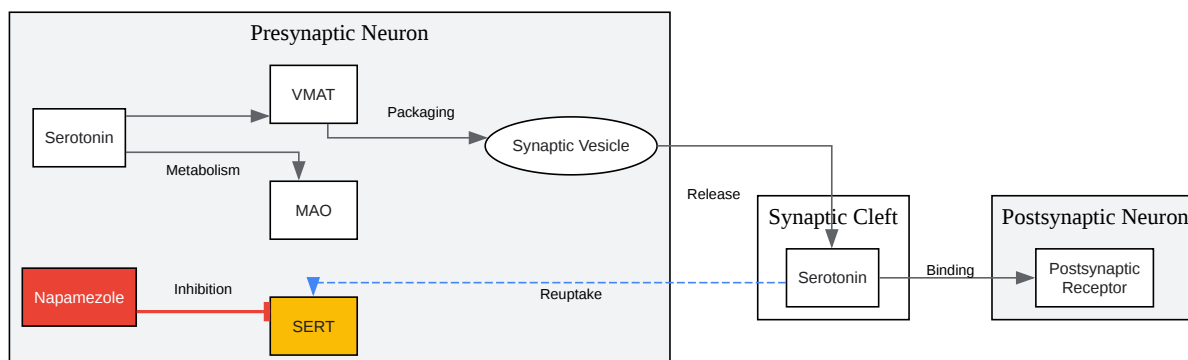 Presynaptic Neuron
VMAT
Packaging
Serotonin
Synaptic Vesicle
Metabolism
MAO
Release
Synaptic Cleft
Postsynaptic Neuron
Serotonin
Binding
Postsynaptic
Receptor
Napamezole
Inhibition
Reuptake
SERT